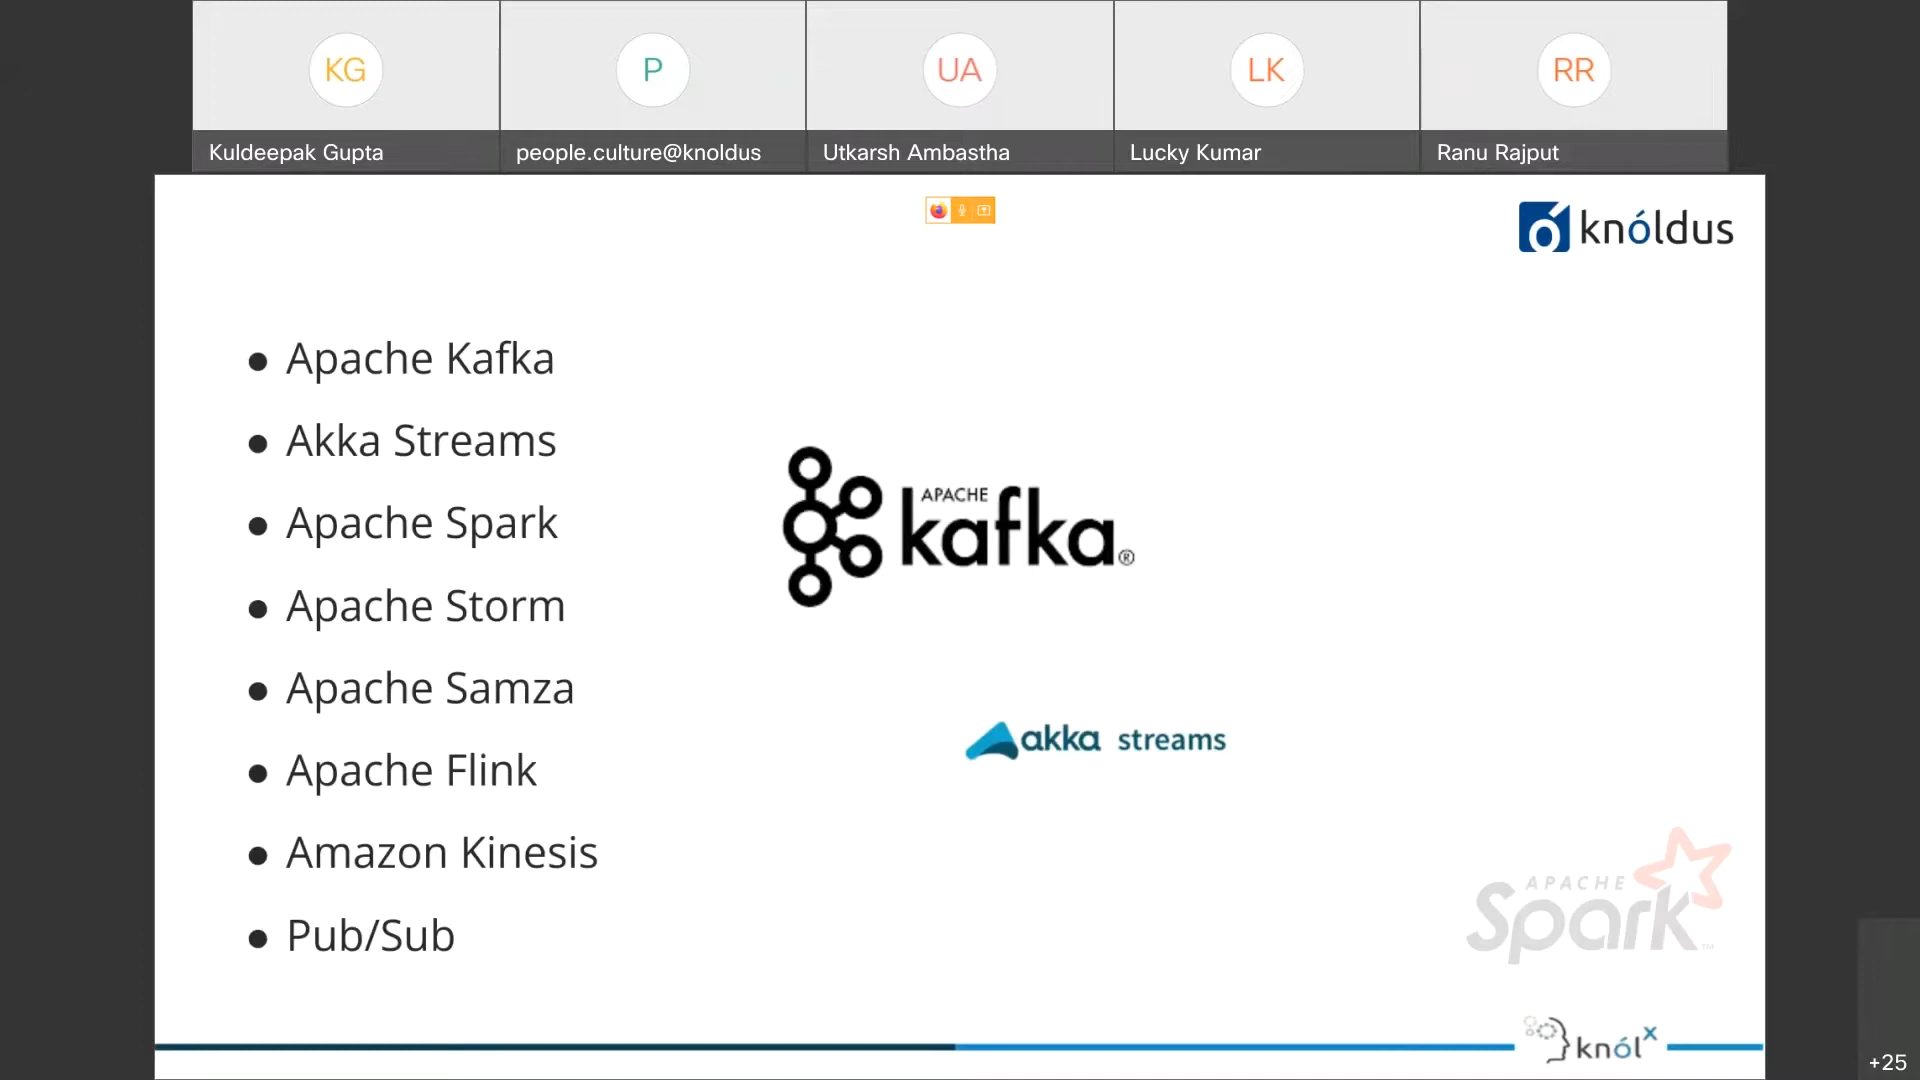 KG
P
UA
LK
RR
Kuldeepak Gupta
people.culture@knoldus
Utkarsh Ambastha
Lucky Kumar
Ranu Rajput
knóldus
● Apache Kafka
● Akka Streams
● Apache Spark
● Apache Storm
● Apache Samza
● Apache Flink
● Amazon Kinesis
● Pub/Sub
APACHE
kafka®
akka streams
APACHE
Spark™
knólx
+25